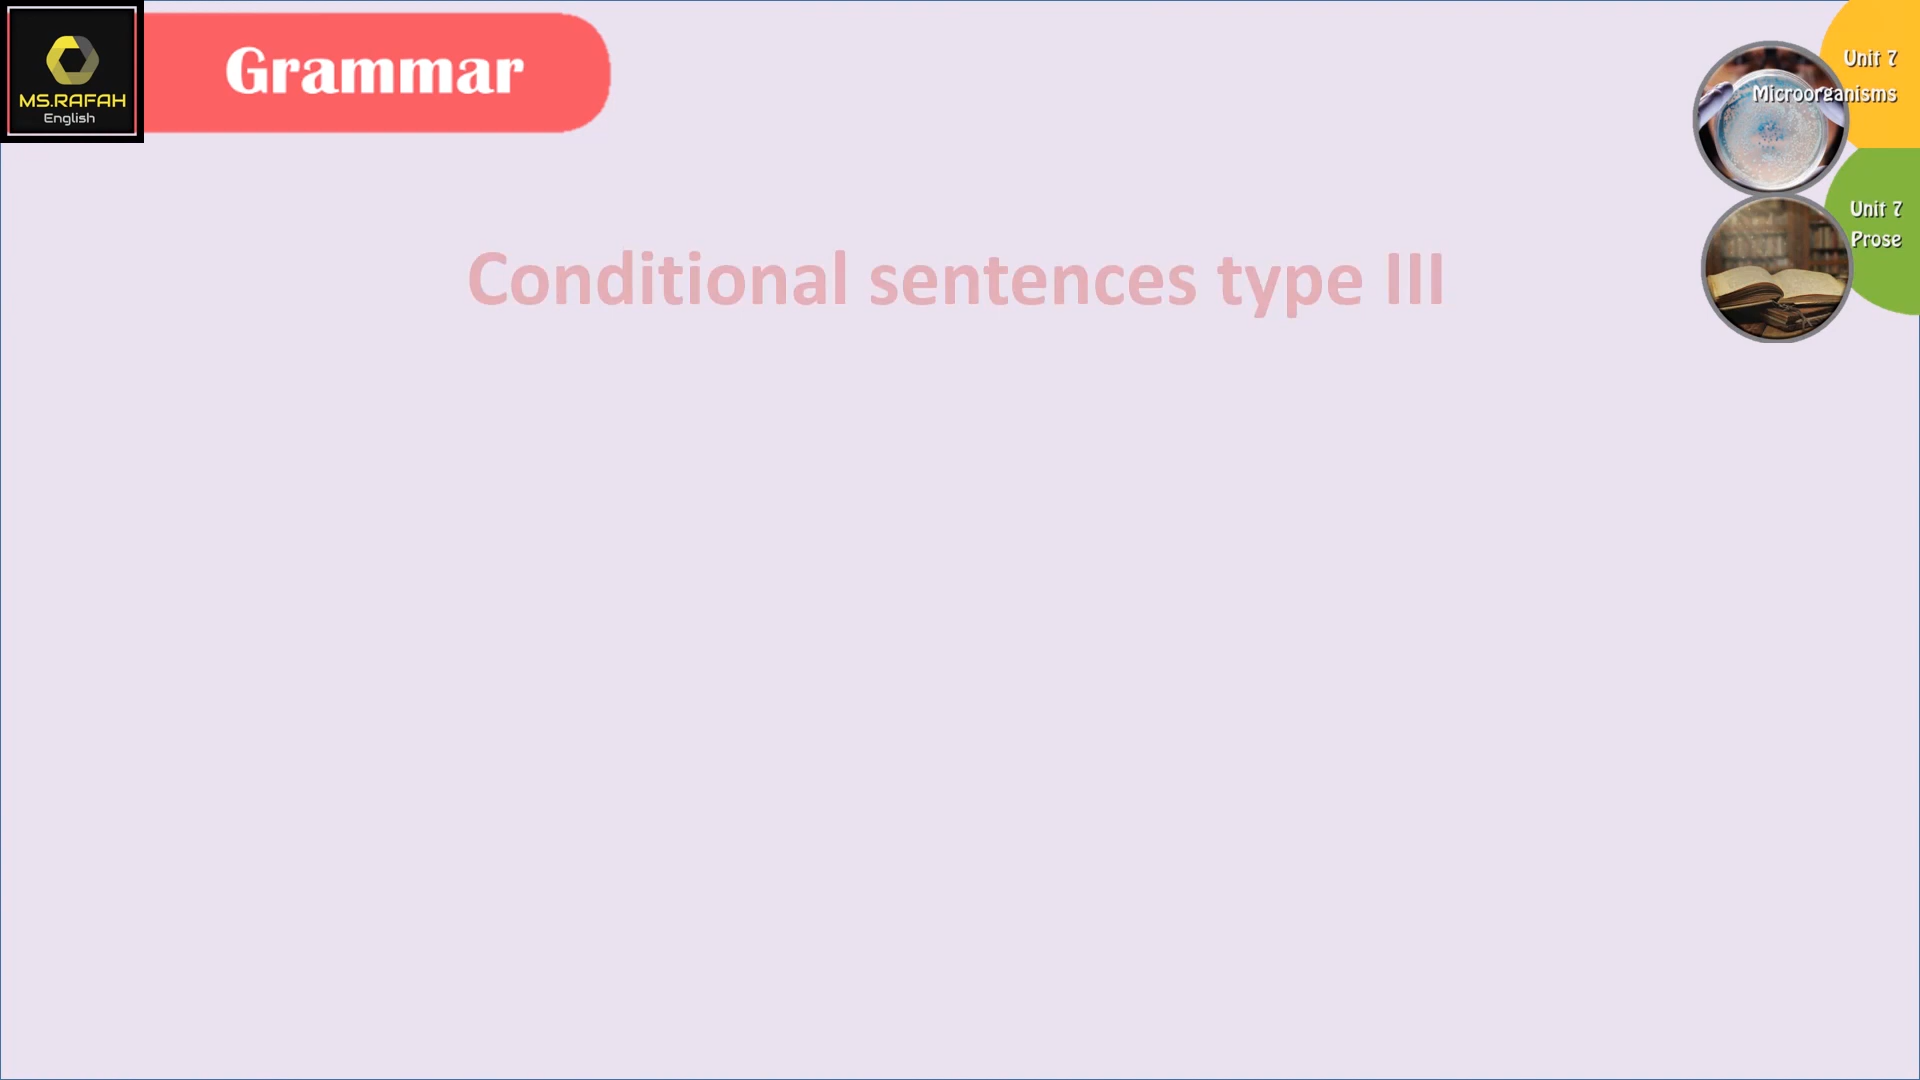 MS.RAFAH
English
Grammar
Unit 7
Microorganisms
Unit 7
Prose
Conditional sentences type III